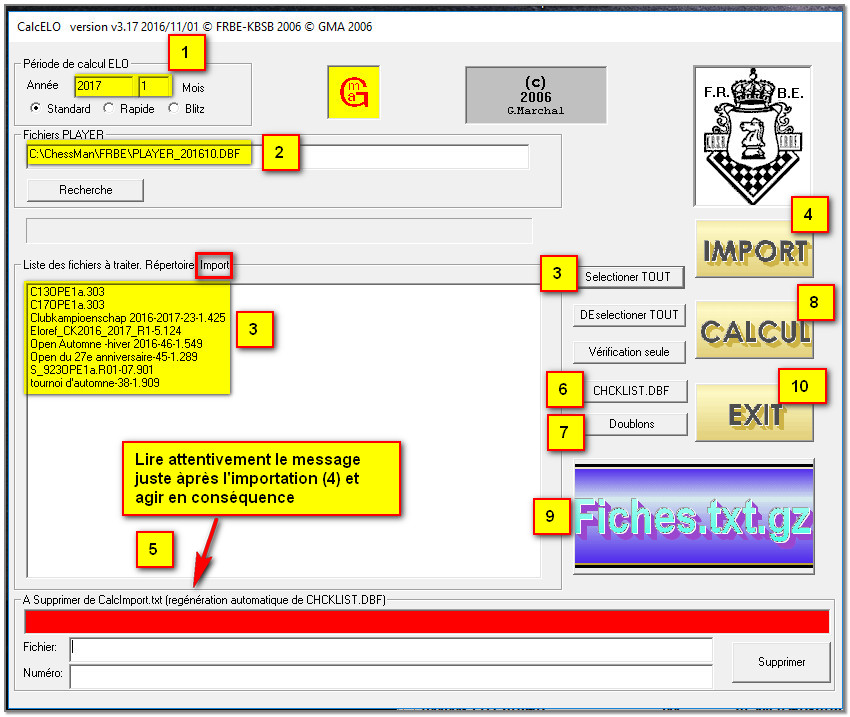 CalcELO version v3.17 2016/11/01 © FRBE-KBSB 2006 © GMA 2006
1
Période de calcul ELO
Année 2017 1 Mois
Standard Rapide Blitz
G ma
(c)
2006
G.Marchal
F.R. B.E.
Fichiers PLAYER
C:\ChessMan\FRBE\PLAYER_201610.DBF
2
Recherche
4
IMPORT
Liste des fichiers à traiter. Répertoire Import
3
Selectioner TOUT
C13OPE1a.303
C17OPE1a.303
Clubkampioenschap 2016-2017-23-1.425
Eloref_CK2016_2017_R1-5.124
Open Automne -hiver 2016-46-1.549
Open du 27e anniversaire-45-1.289
S_923OPE1a.R01-07.901
tournoi d'automne-38-1.909
3
DEselectioner TOUT
8
CALCUL
Vérification seule
6
CHCKLIST.DBF
10
EXIT
7
Doublons
Lire attentivement le message
juste àprès l'importation (4) et
agir en conséquence
5
9
Fiches.txt.gz
A Supprimer de CalcImport.txt (regénération automatique de CHCKLIST.DBF)
Fichier:
Numéro:
Supprimer